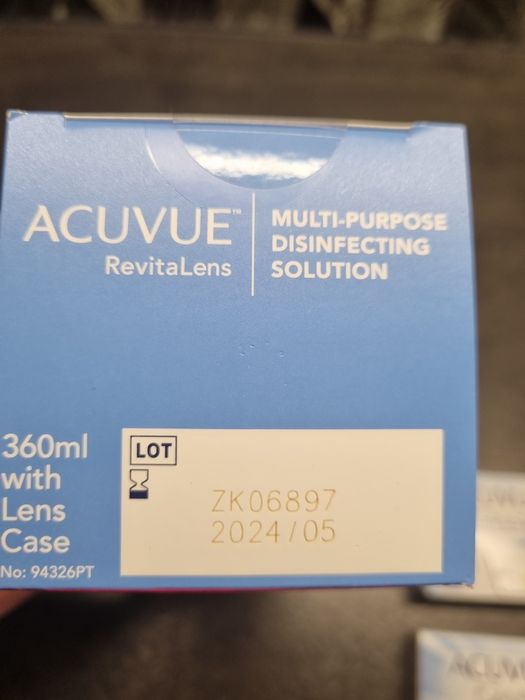 ACUVUE™
RevitaLens
MULTI-PURPOSE
DISINFECTING
SOLUTION
360ml
with
Lens
Case
No: 94326PT
LOT
ZK06897
2024/05